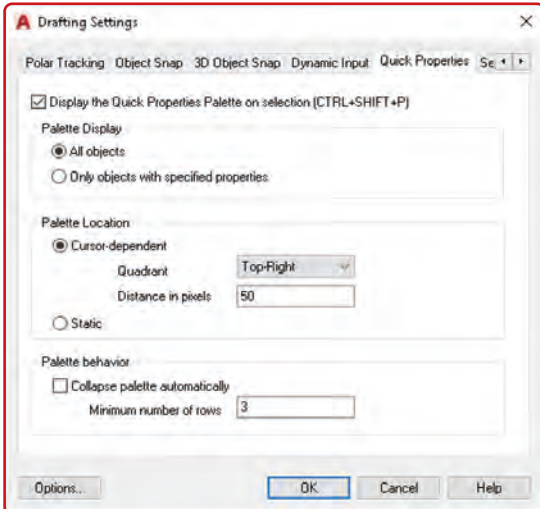 A Drafting Settings
Polar Tracking Object Snap 3D Object Snap Dynamic Input Quick Properties Se
Display the Quick Properties Palette on selection (CTRL+SHIFT+P)
Palette Display
All objects
Only objects with specified properties
Palette Location
Cursor-dependent
Quadrant Top-Right
Distance in pixels 50
Static
Palette behavior
Collapse palette automatically
Minimum number of rows 3
Options... OK Cancel Help